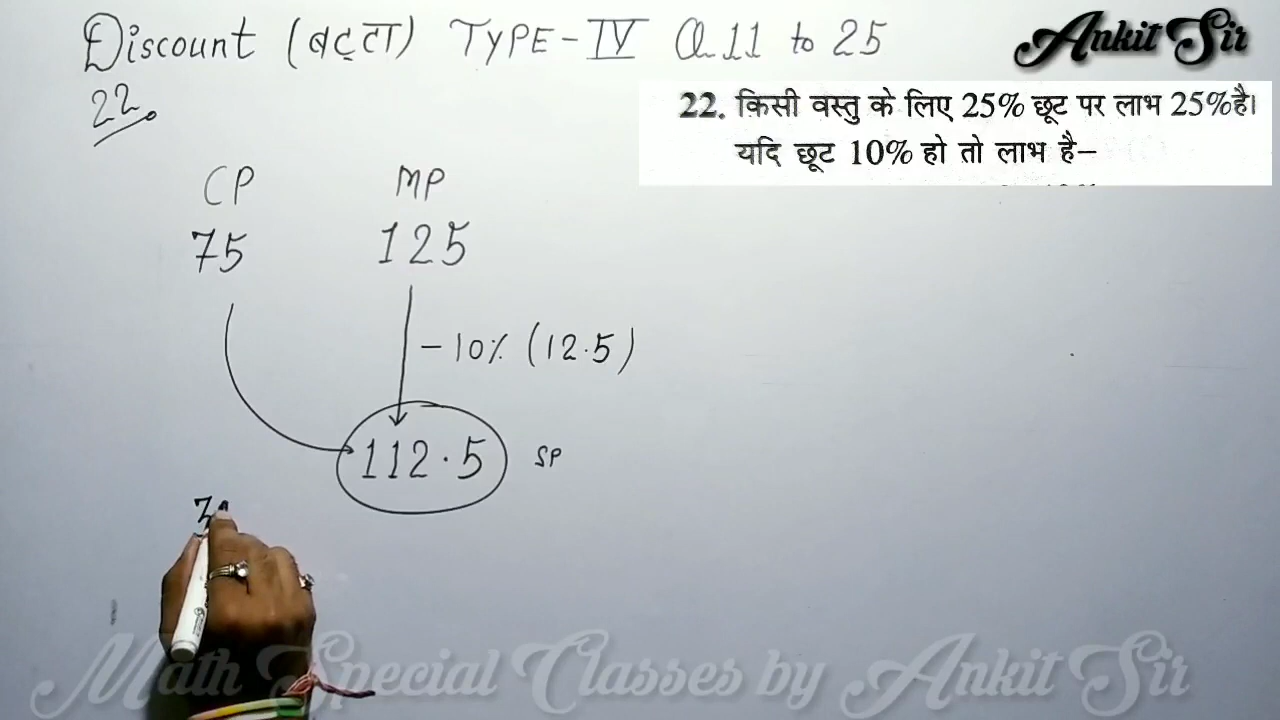 Discount (बट्टा) TYPE-IV Q.11 to 25
Ankit Sir
22.
22. किसी वस्तु के लिए 25% छूट पर लाभ 25% है।
यदि छूट 10% हो तो लाभ है–
CP MP
75 125
-10% (12.5)
112.5 SP
Math Special Classes by Ankit Sir